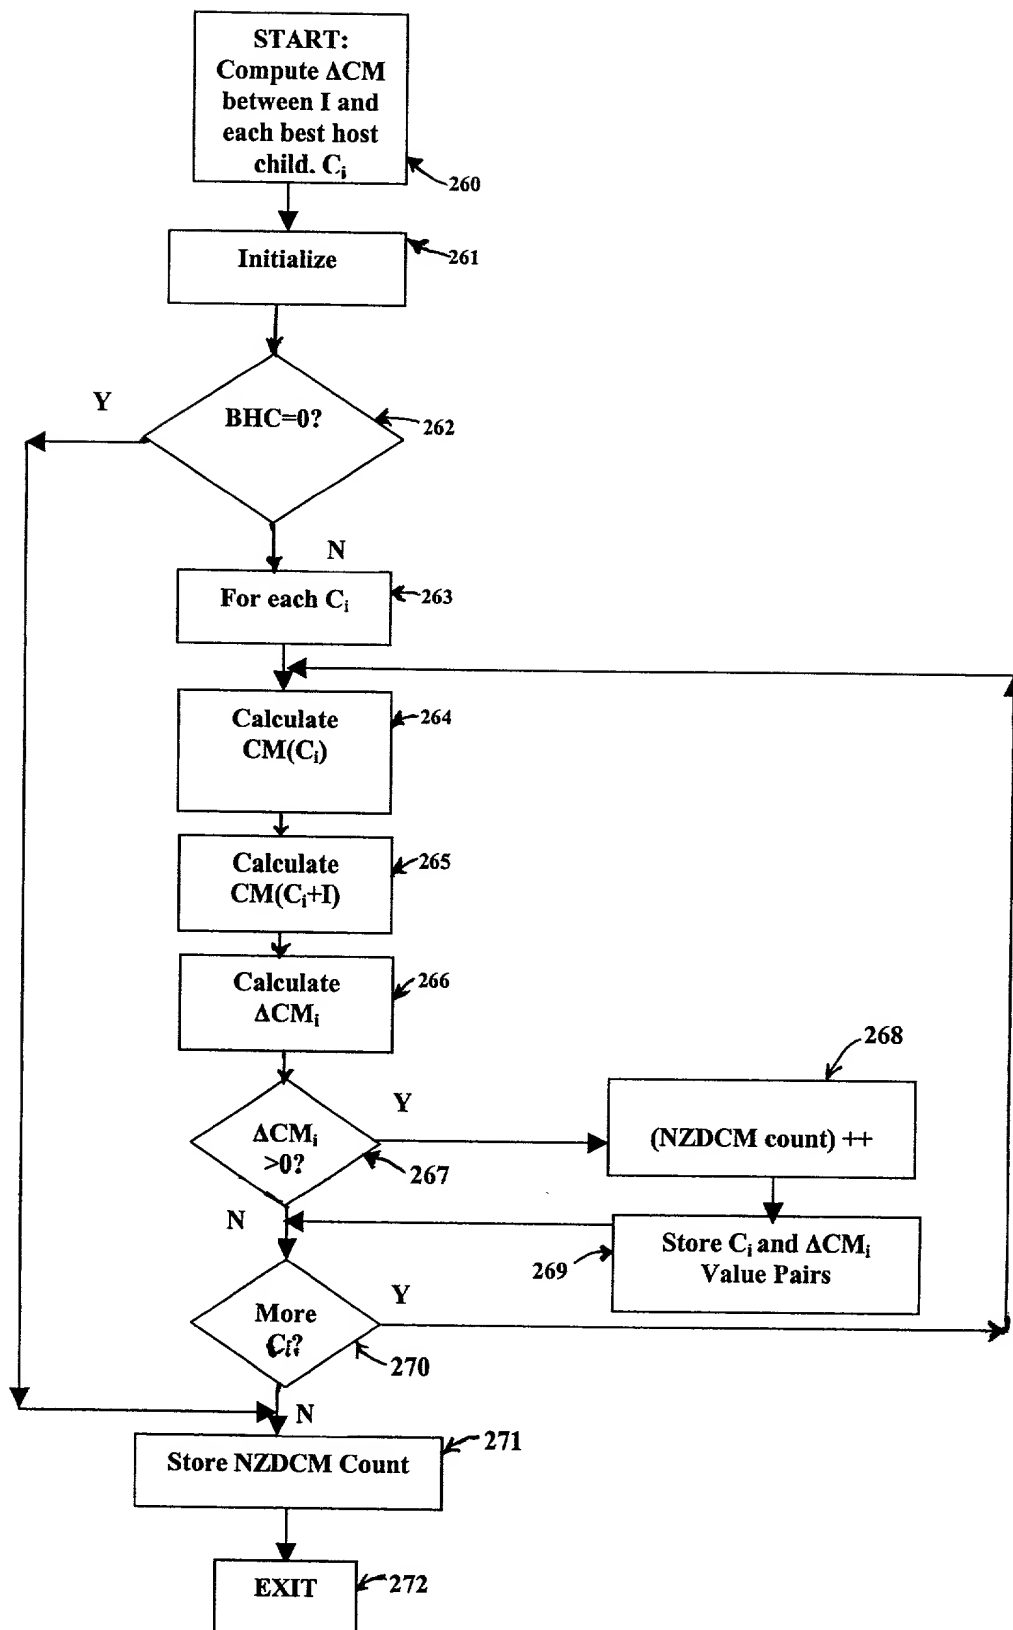 START:
Compute ΔCM
between I and
each best host
child. Cᵢ
260
Initialize
261
Y
BHC=0?
262
N
For each Cᵢ
263
Calculate
CM(Cᵢ)
264
Calculate
CM(Cᵢ+I)
265
Calculate
ΔCMᵢ
266
268
Y
(NZDCM count) ++
ΔCMᵢ
>0?
267
N
Store Cᵢ and ΔCMᵢ
Value Pairs
269
Y
More
Cᵢ?
270
N
Store NZDCM Count
271
EXIT
272